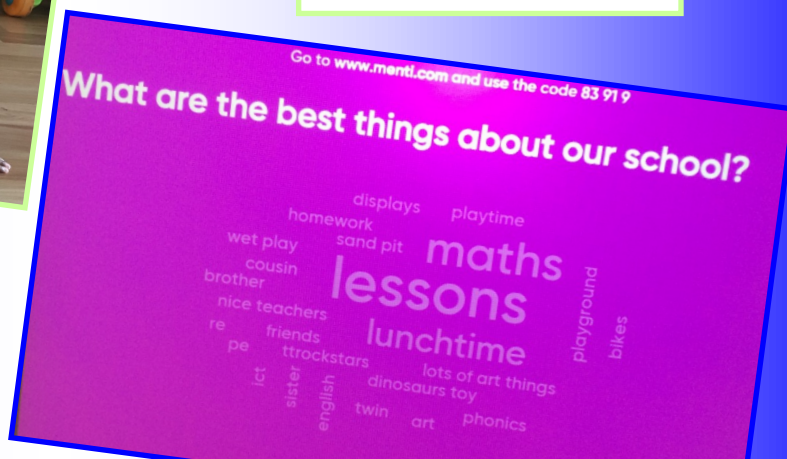 Go to www.menti.com and use the code 83 91 9
What are the best things about our school?
displays
playtime
homework
wet play
sand pit
maths
cousin
lessons
brother
playground
bikes
nice teachers
re
friends
lunchtime
pe
ttrockstars
ict
sister
english
lots of art things
dinosaurs toy
twin
art
phonics